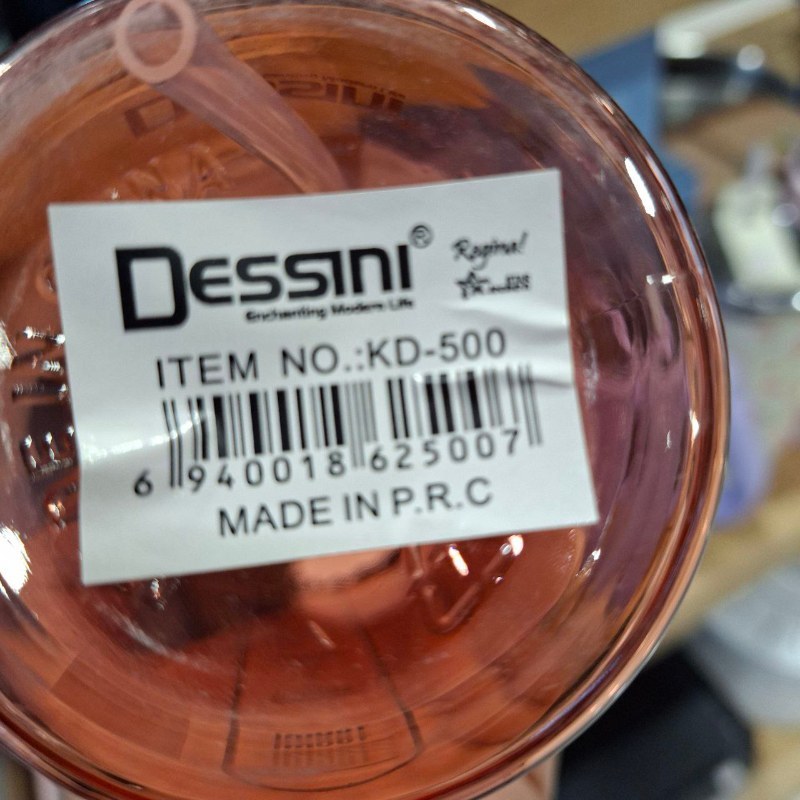 DESSINI®
Enchanting Modern Life
Regina!
ITEM NO.:KD-500
6 940018 625007
MADE IN P.R.C